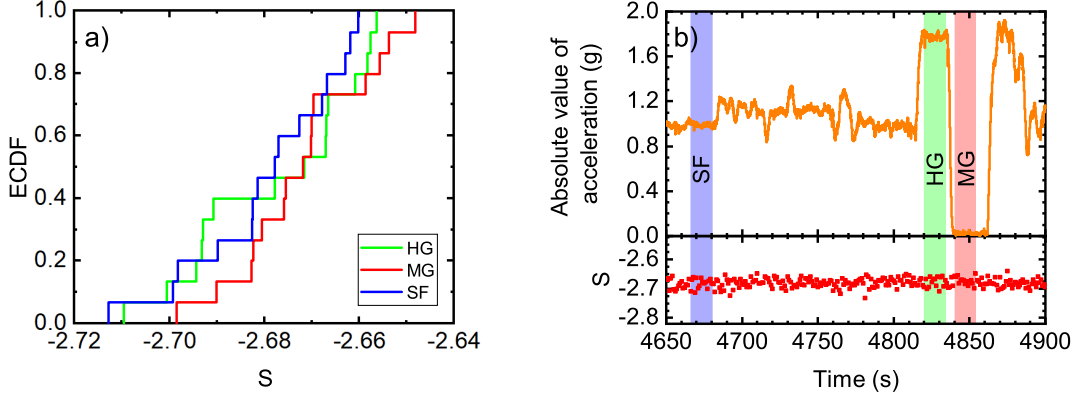 a)
ECDF
1.0
0.8
0.6
0.4
0.2
0.0
-2.72
-2.70
-2.68
-2.66
-2.64
S
HG
MG
SF
b)
Absolute value of
acceleration (g)
2.0
1.6
1.2
0.8
0.4
0.0
SF
HG
MG
S
-2.6
-2.7
-2.8
4650
4700
4750
4800
4850
4900
Time (s)